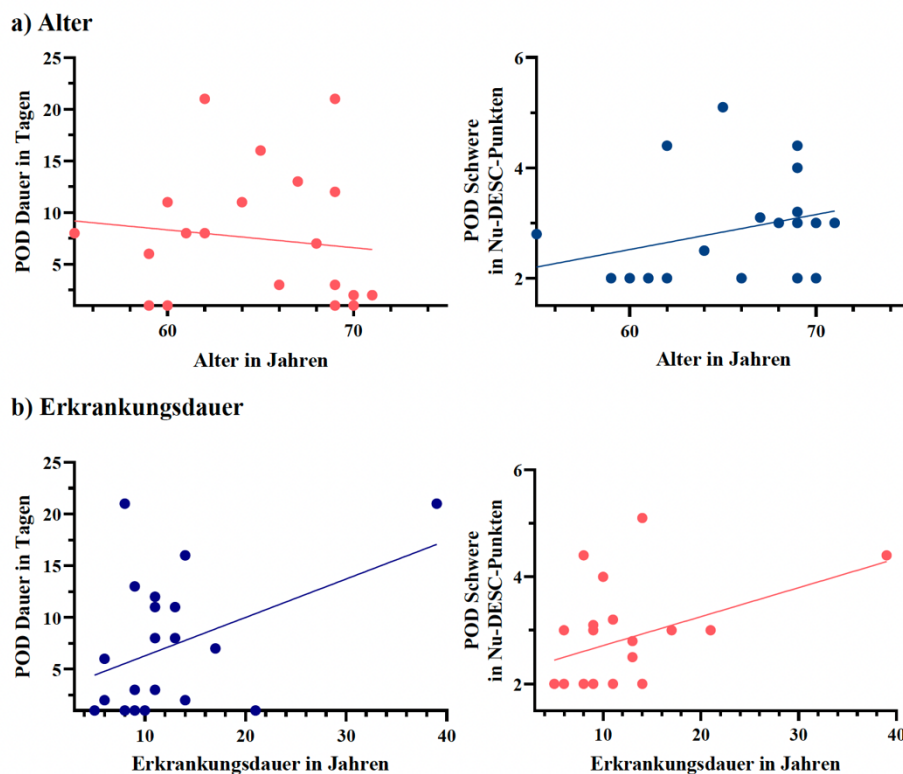 a) Alter
25
20
15
10
5
POD Dauer in Tagen
60
70
Alter in Jahren
6
4
2
POD Schwere
in Nu-DESC-Punkten
60
70
Alter in Jahren
b) Erkrankungsdauer
25
20
15
10
5
POD Dauer in Tagen
10
20
30
40
Erkrankungsdauer in Jahren
6
4
2
POD Schwere
in Nu-DESC-Punkten
10
20
30
40
Erkrankungsdauer in Jahren